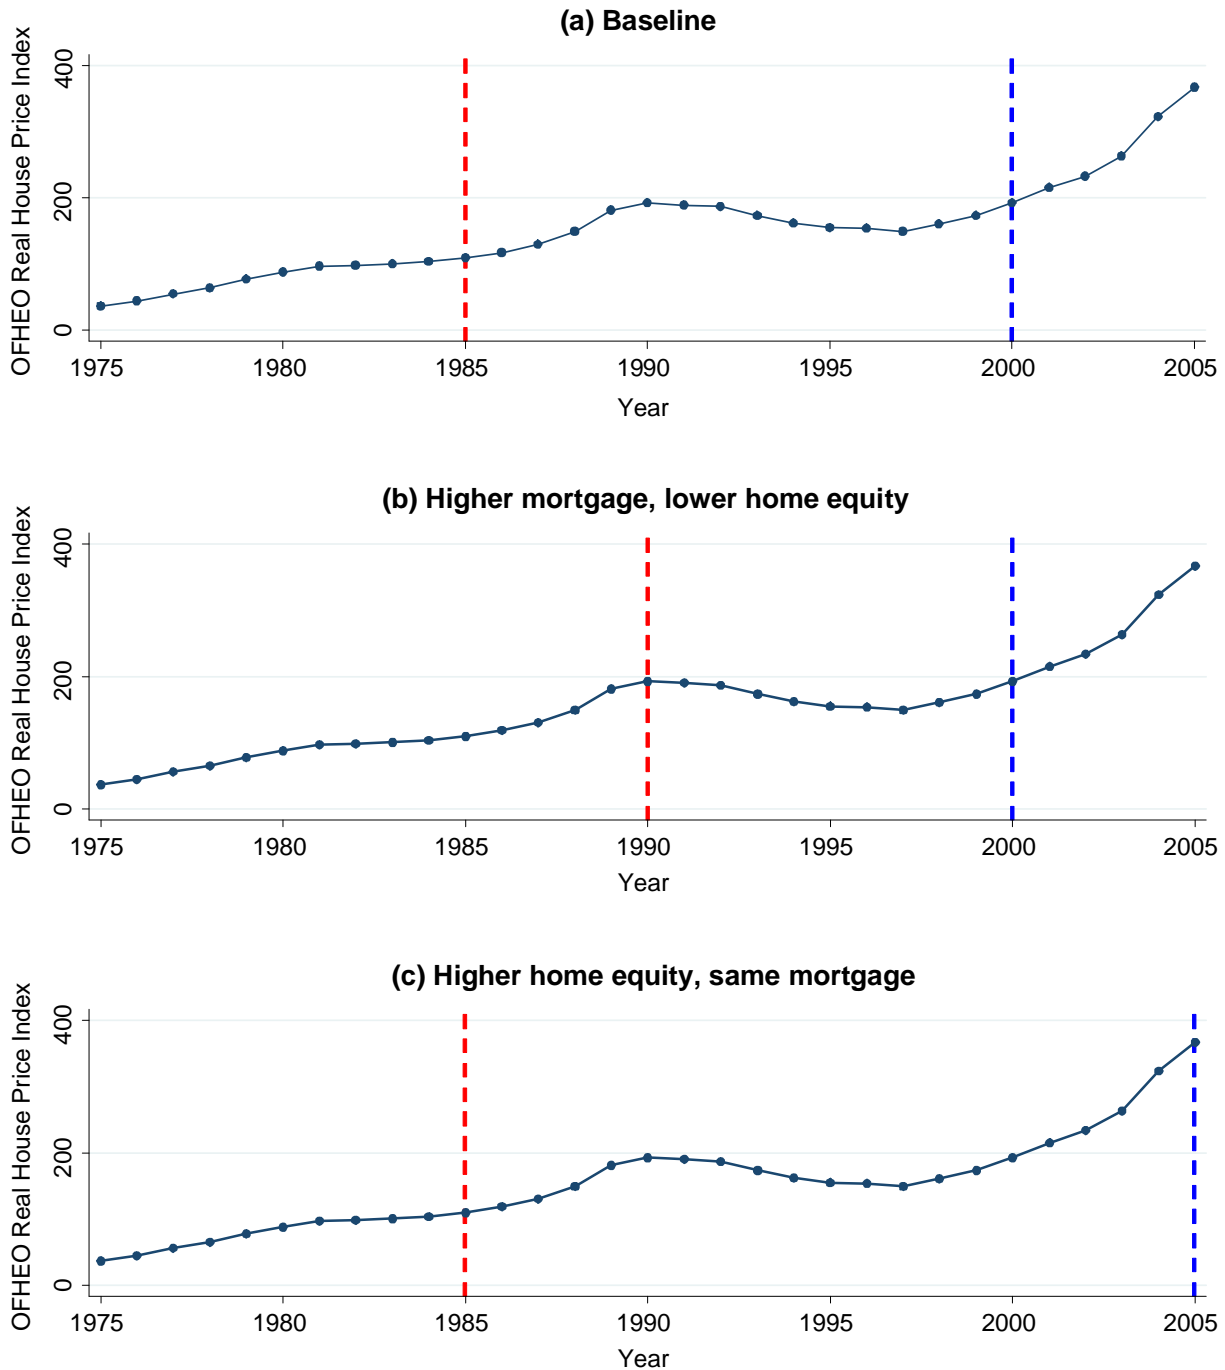 (a) Baseline
OFHEO Real House Price Index
400
200
0
1975 1980 1985 1990 1995 2000 2005
Year
(b) Higher mortgage, lower home equity
OFHEO Real House Price Index
400
200
0
1975 1980 1985 1990 1995 2000 2005
Year
(c) Higher home equity, same mortgage
OFHEO Real House Price Index
400
200
0
1975 1980 1985 1990 1995 2000 2005
Year